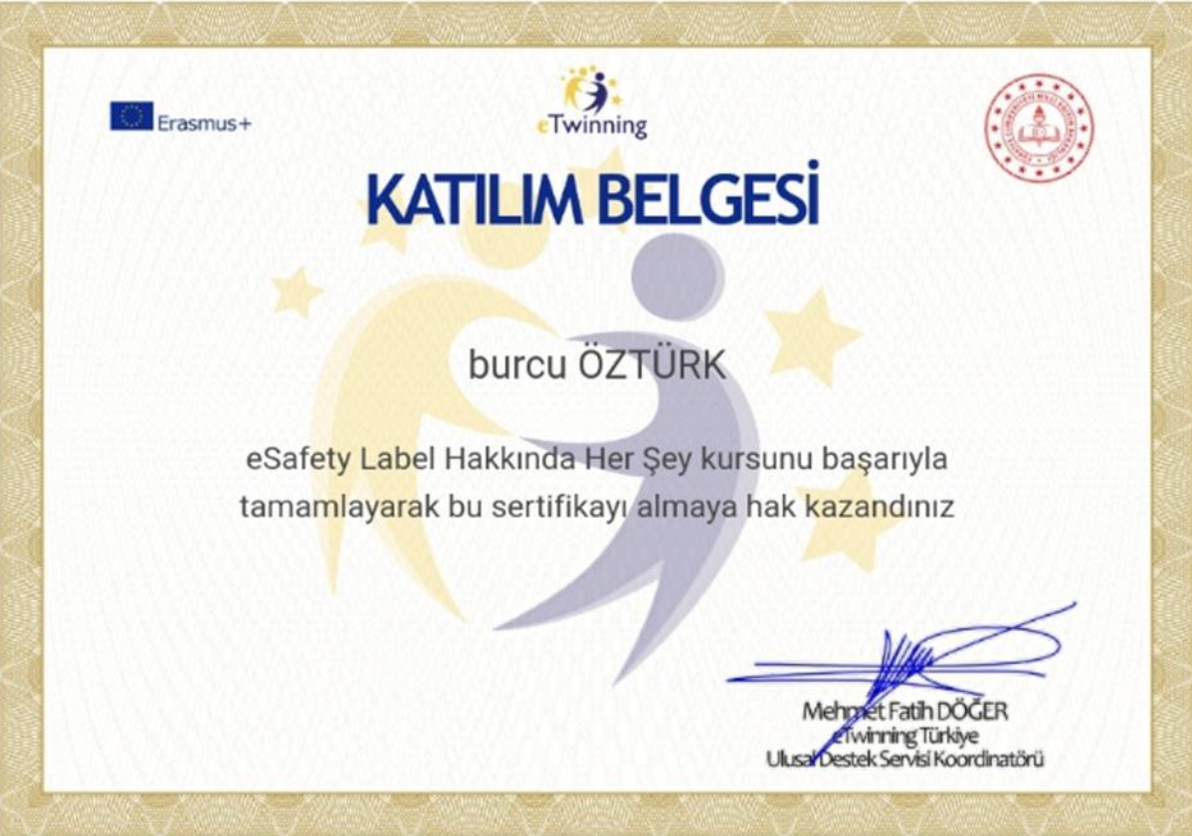 Erasmus+
eTwinning
KATILIM BELGESİ
burcu ÖZTÜRK
eSafety Label Hakkında Her Şey kursunu başarıyla
tamamlayarak bu sertifikayı almaya hak kazandınız
Mehmet Fatih DÖĞER
eTwinning Türkiye
Ulusal Destek Servisi Koordinatörü